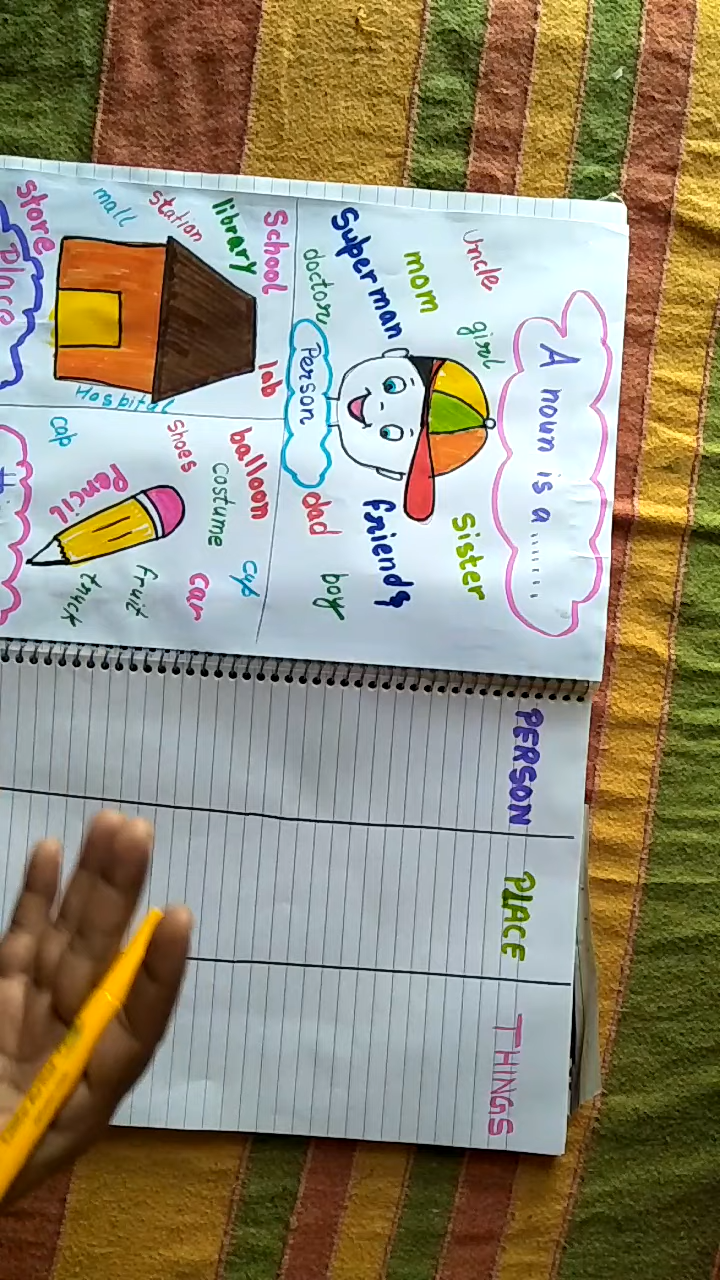 A noun is a ......
uncle
girl
sister
mom
Superman
friends
doctor
Person
dad
boy
School
lab
library
station
mall
Hospital
store
Place
balloon
cup
costume
car
shoes
fruit
Pencil
truck
cap
PERSON PLACE THINGS